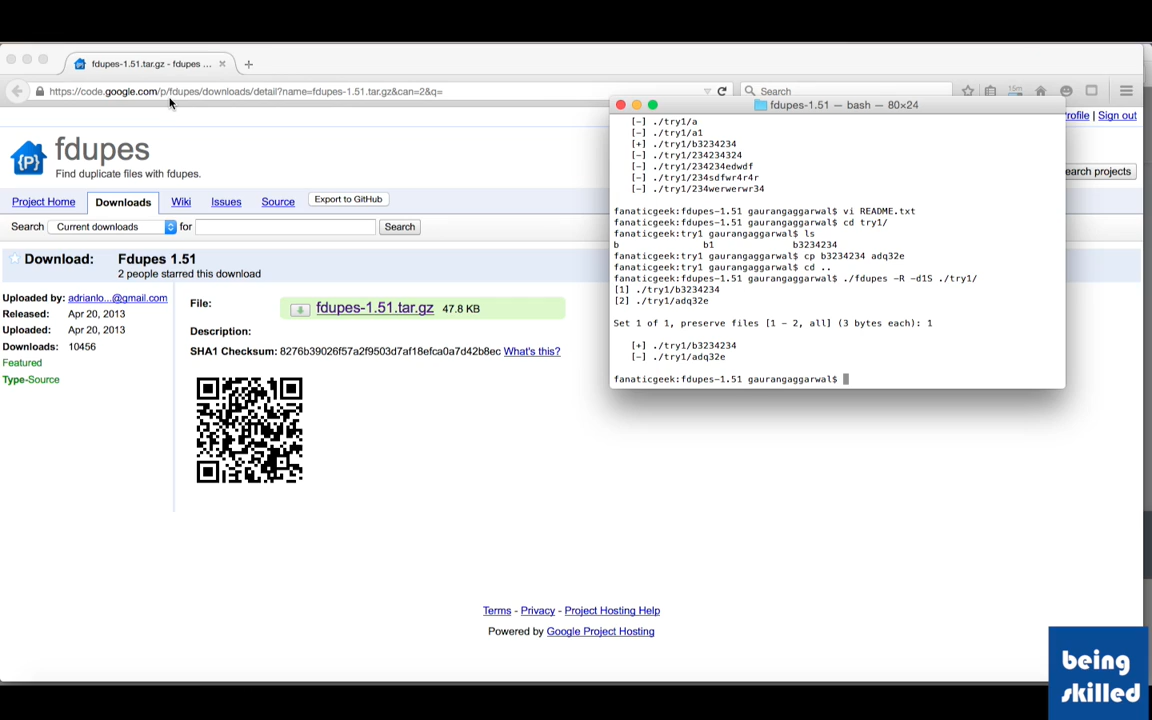 fdupes-1.51.tar.gz - fdupes ...
https://code.google.com/p/fdupes/downloads/detail?name=fdupes-1.51.tar.gz&can=2&q=
Search
15m
rofile | Sign out
fdupes
Find duplicate files with fdupes.
earch projects
Project Home Downloads Wiki Issues Source Export to GitHub
Search Current downloads for Search
Download: Fdupes 1.51
2 people starred this download
Uploaded by: adrianlo...@gmail.com
Released: Apr 20, 2013
Uploaded: Apr 20, 2013
Downloads: 10456
Featured
Type-Source
File: fdupes-1.51.tar.gz 47.8 KB
Description:
SHA1 Checksum: 8276b39026f57a2f9503d7af18efca0a7d42b8ec What's this?
{P}
fdupes-1.51 — bash — 80×24
[-] ./try1/a
[-] ./try1/a1
[+] ./try1/b3234234
[-] ./try1/234234324
[-] ./try1/234234edwdf
[-] ./try1/234sdfwr4r4r
[-] ./try1/234werwerwr34
fanaticgeek:fdupes-1.51 gaurangaggarwal$ vi README.txt
fanaticgeek:fdupes-1.51 gaurangaggarwal$ cd try1/
fanaticgeek:try1 gaurangaggarwal$ ls
b b1 b3234234
fanaticgeek:try1 gaurangaggarwal$ cp b3234234 adq32e
fanaticgeek:try1 gaurangaggarwal$ cd ..
fanaticgeek:fdupes-1.51 gaurangaggarwal$ ./fdupes -R -d1S ./try1/
[1] ./try1/b3234234
[2] ./try1/adq32e
Set 1 of 1, preserve files [1 - 2, all] (3 bytes each): 1
[+] ./try1/b3234234
[-] ./try1/adq32e
fanaticgeek:fdupes-1.51 gaurangaggarwal$
Terms - Privacy - Project Hosting Help
Powered by Google Project Hosting
being
skilled